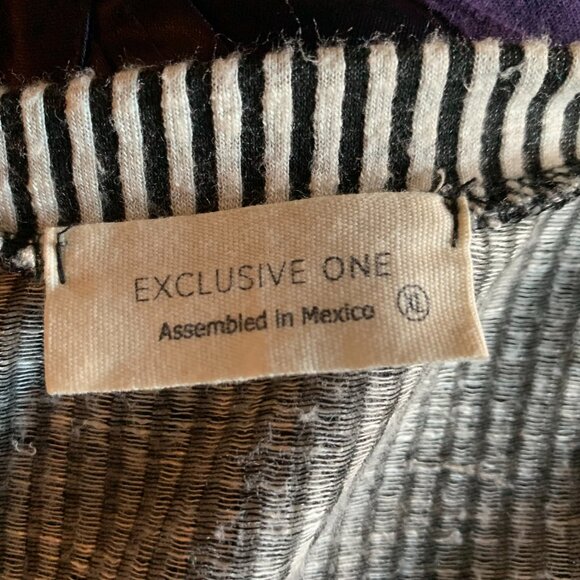 EXCLUSIVE ONE
Assembled in Mexico XL